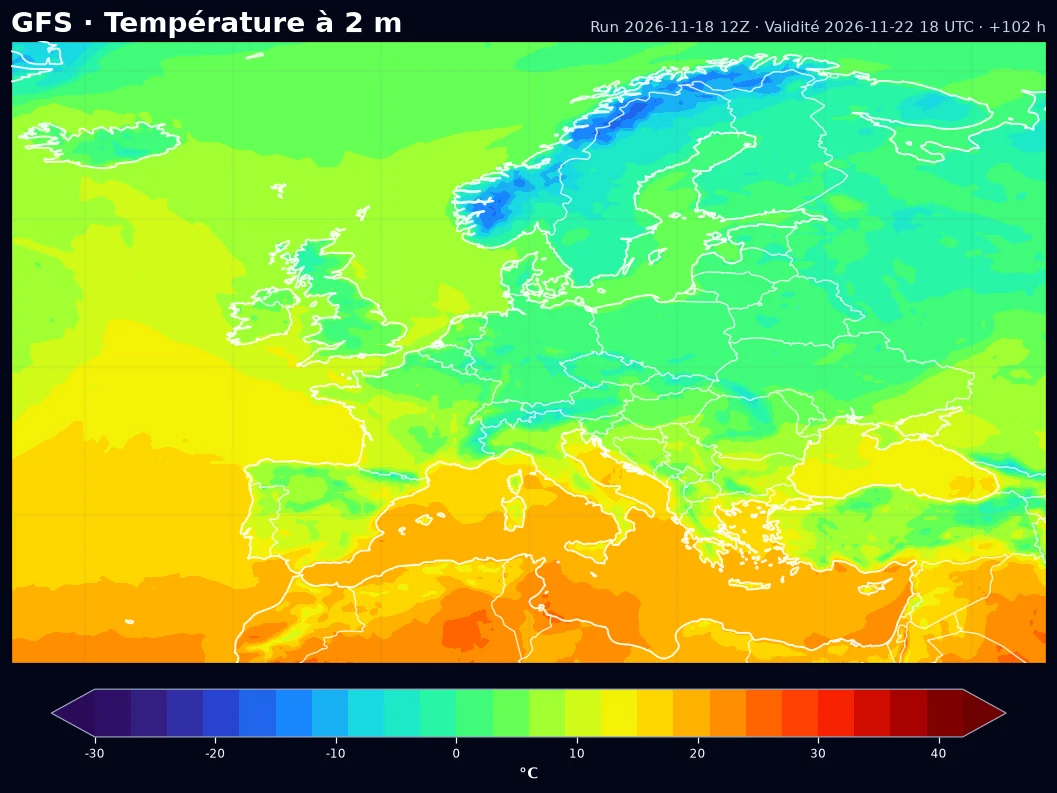 GFS · Température à 2 m
Run 2026-11-18 12Z · Validité 2026-11-22 18 UTC · +102 h
-30 -20 -10 0 10 20 30 40
°C